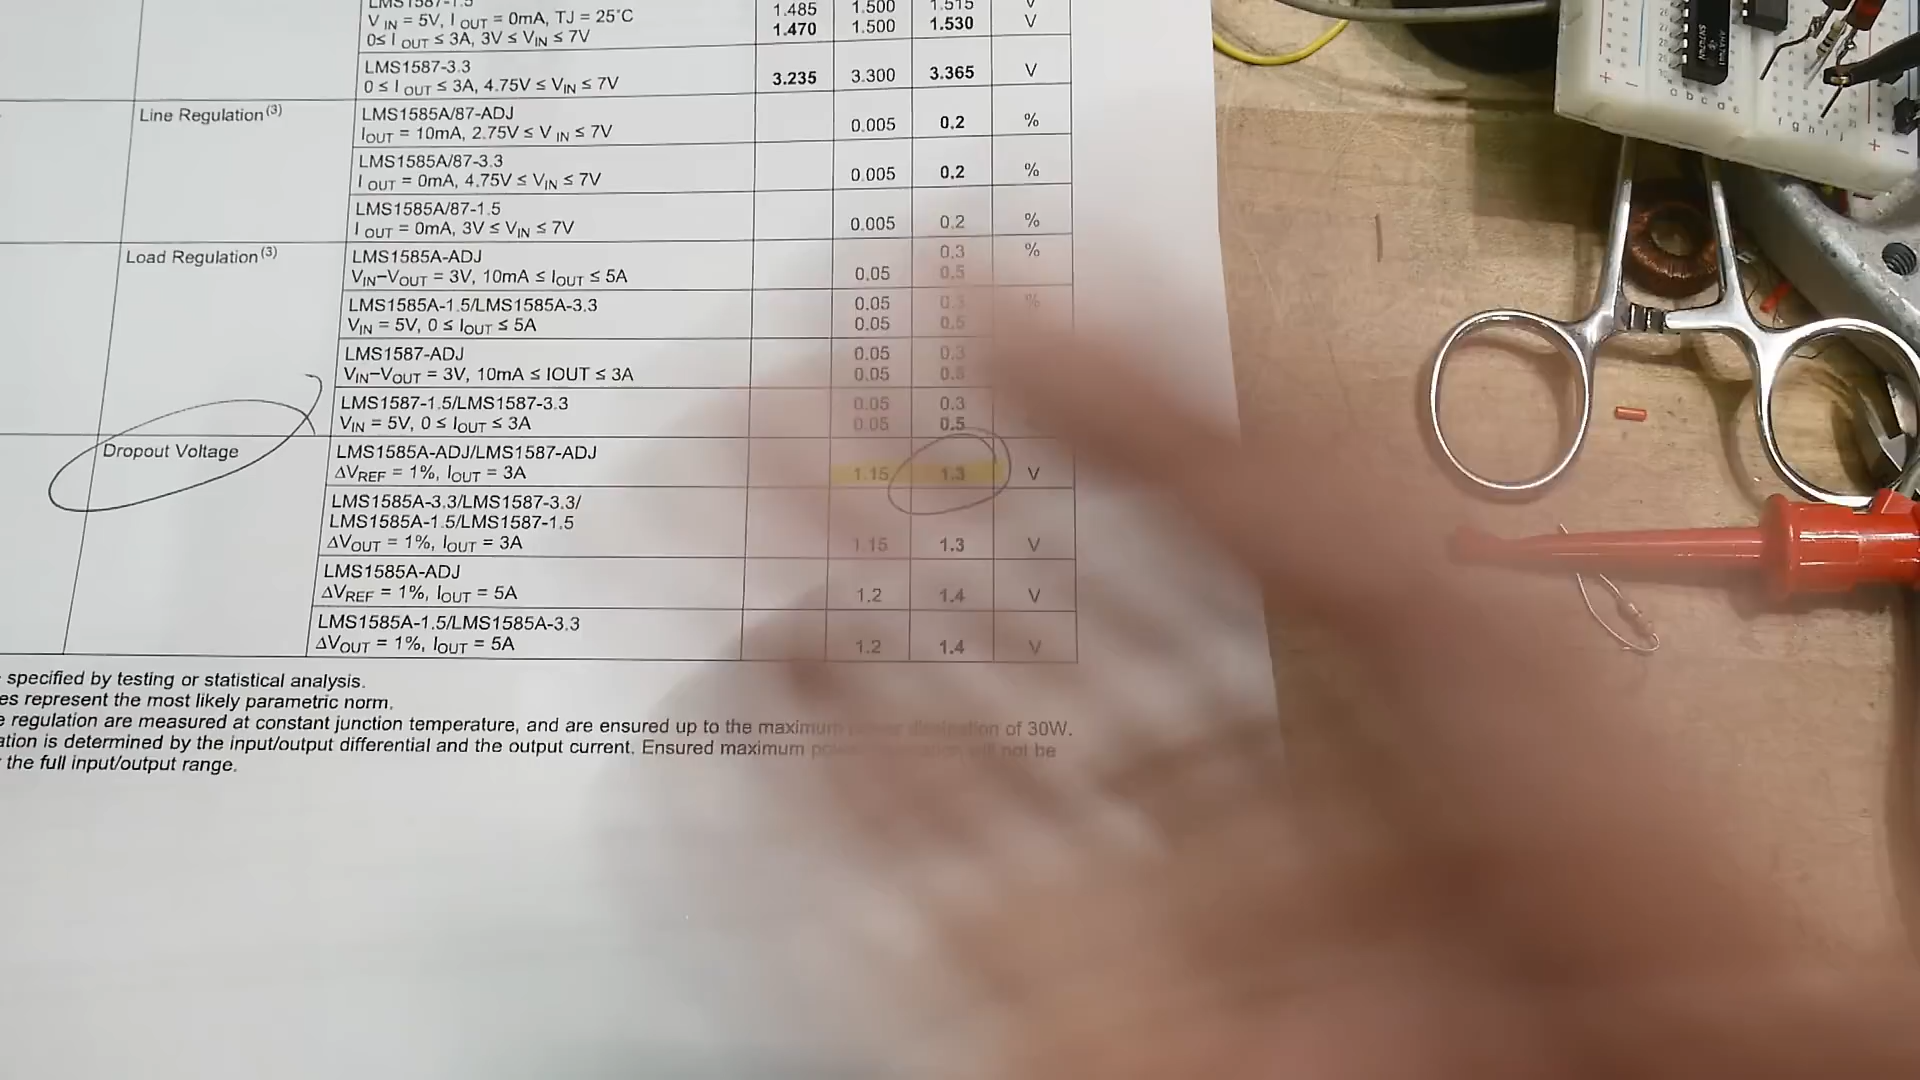 LMS1587-1.5
V IN = 5V, I OUT = 0mA, TJ = 25°C 1.485 1.500 1.515 V
0≤ I OUT ≤ 3A, 3V ≤ VIN ≤ 7V 1.470 1.500 1.530 V
LMS1587-3.3
0 ≤ I OUT ≤ 3A, 4.75V ≤ VIN ≤ 7V 3.235 3.300 3.365 V
Line Regulation(3) LMS1585A/87-ADJ
IOUT = 10mA, 2.75V ≤ V IN ≤ 7V 0.005 0.2 %
LMS1585A/87-3.3
I OUT = 0mA, 4.75V ≤ VIN ≤ 7V 0.005 0.2 %
LMS1585A/87-1.5
I OUT = 0mA, 3V ≤ VIN ≤ 7V 0.005 0.2 %
Load Regulation(3) LMS1585A-ADJ 0.3 %
VIN−VOUT = 3V, 10mA ≤ IOUT ≤ 5A 0.05 0.5
LMS1585A-1.5/LMS1585A-3.3 0.05 0.3 %
VIN = 5V, 0 ≤ IOUT ≤ 5A 0.05 0.5
LMS1587-ADJ 0.05 0.3
VIN−VOUT = 3V, 10mA ≤ IOUT ≤ 3A 0.05 0.5
LMS1587-1.5/LMS1587-3.3 0.05 0.3
VIN = 5V, 0 ≤ IOUT ≤ 3A 0.05 0.5
Dropout Voltage LMS1585A-ADJ/LMS1587-ADJ
ΔVREF = 1%, IOUT = 3A 1.15 1.3 V
LMS1585A-3.3/LMS1587-3.3/
LMS1585A-1.5/LMS1587-1.5
ΔVOUT = 1%, IOUT = 3A 1.15 1.3 V
LMS1585A-ADJ
ΔVREF = 1%, IOUT = 5A 1.2 1.4 V
LMS1585A-1.5/LMS1585A-3.3
ΔVOUT = 1%, IOUT = 5A 1.2 1.4 V
specified by testing or statistical analysis.
es represent the most likely parametric norm.
e regulation are measured at constant junction temperature, and are ensured up to the maximum power dissipation of 30W.
ation is determined by the input/output differential and the output current. Ensured maximum power dissipation will not be
the full input/output range.
+ −
a b c d e
f g h i j
+ −